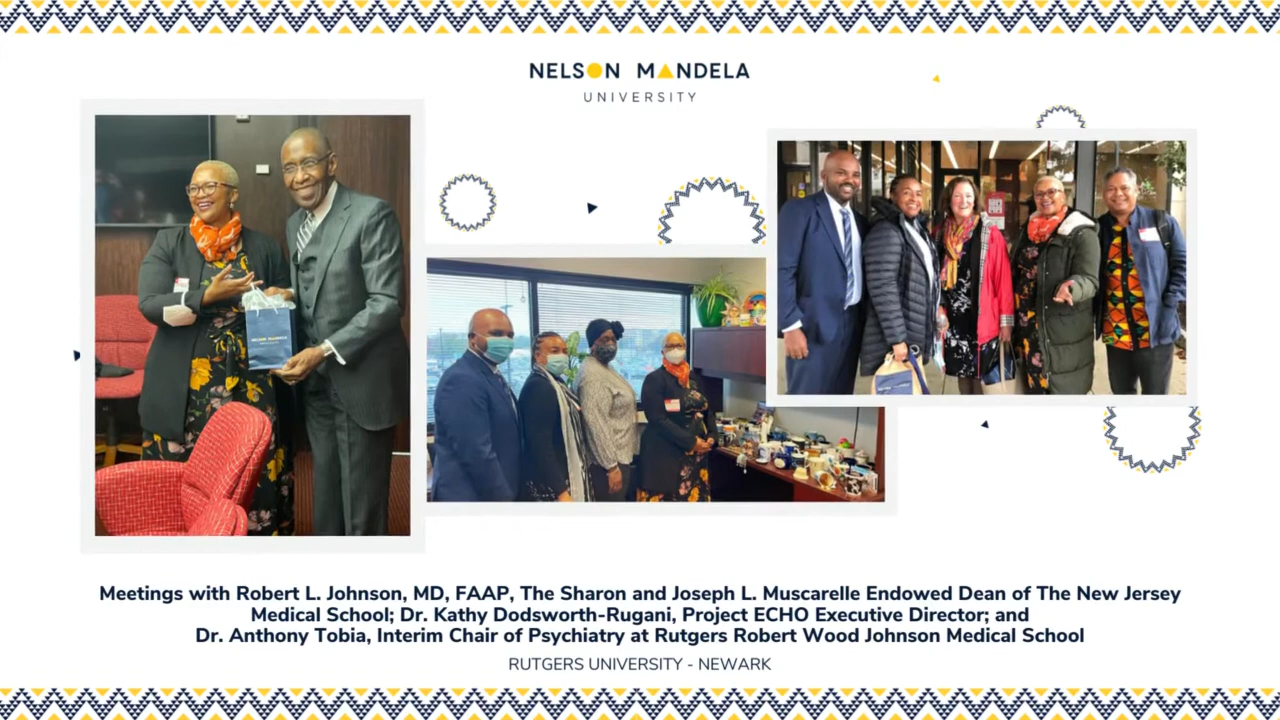 NELSON MANDELA
UNIVERSITY
Meetings with Robert L. Johnson, MD, FAAP, The Sharon and Joseph L. Muscarelle Endowed Dean of The New Jersey
Medical School; Dr. Kathy Dodsworth-Rugani, Project ECHO Executive Director; and
Dr. Anthony Tobia, Interim Chair of Psychiatry at Rutgers Robert Wood Johnson Medical School
RUTGERS UNIVERSITY - NEWARK